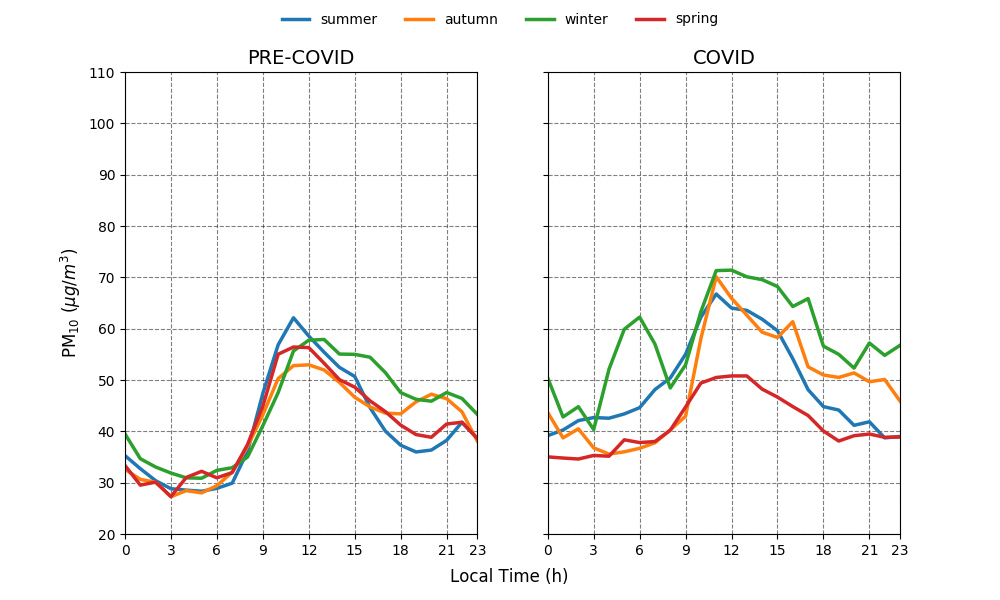 summer autumn winter spring
PRE-COVID COVID
110
100
90
80
70
60
50
40
30
20
PM₁₀ (μg/m³)
0 3 6 9 12 15 18 21 23 0 3 6 9 12 15 18 21 23
Local Time (h)